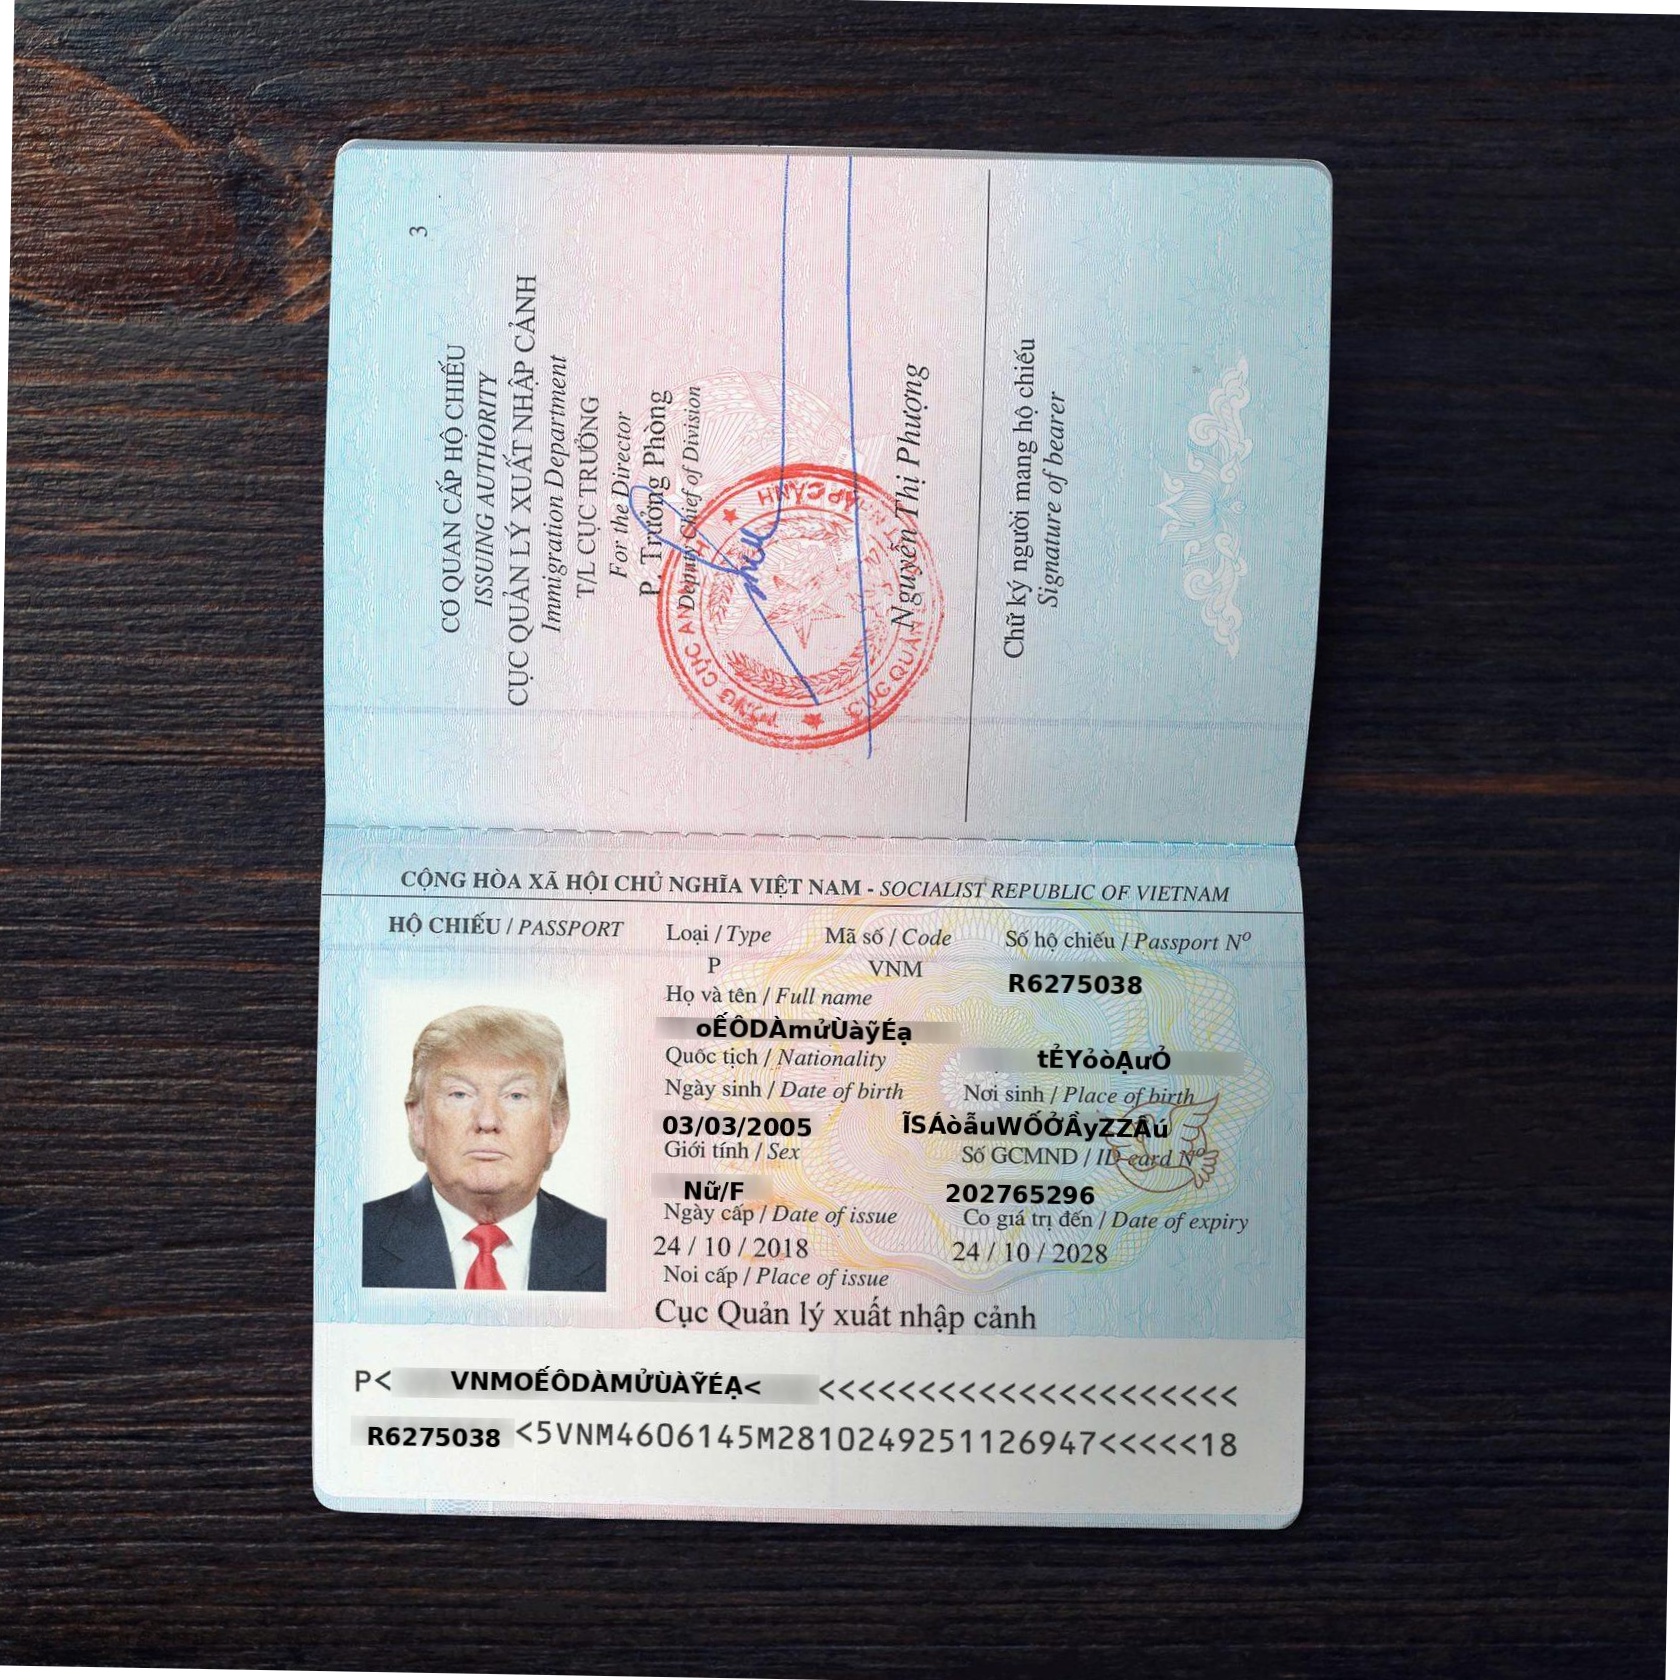 3
CƠ QUAN CẤP HỘ CHIẾU
ISSUING AUTHORITY
CỤC QUẢN LÝ XUẤT NHẬP CẢNH
Immigration Department
T/L CỤC TRƯỞNG
For the Director
P. Trưởng Phòng
Deputy Chief of Division
Nguyễn Thị Phượng
Chữ ký người mang hộ chiếu
Signature of bearer
CỘNG HÒA XÃ HỘI CHỦ NGHĨA VIỆT NAM - SOCIALIST REPUBLIC OF VIETNAM
HỘ CHIẾU / PASSPORT
Loại / Type Mã số / Code Số hộ chiếu / Passport Nº
P VNM R6275038
Họ và tên / Full name
oẾÔDÀmửÙàỹÉạ
Quốc tịch / Nationality tẺYỏòẠưỎ
Ngày sinh / Date of birth Nơi sinh / Place of birth
03/03/2005 ĨSÁòẫuWỐỞẦyZZÂú
Giới tính / Sex Số GCMND / ID card Nº
Nữ/F 202765296
Ngày cấp / Date of issue Co giá trị đến / Date of expiry
24 / 10 / 2018 24 / 10 / 2028
Noi cấp / Place of issue
Cục Quản lý xuất nhập cảnh
P< VNMOẾÔDÀMỬÙÀỸÉẠ< <<<<<<<<<<<<<<<<<<<<<
R6275038 <5VNM4606145M2810249251126947<<<<<18